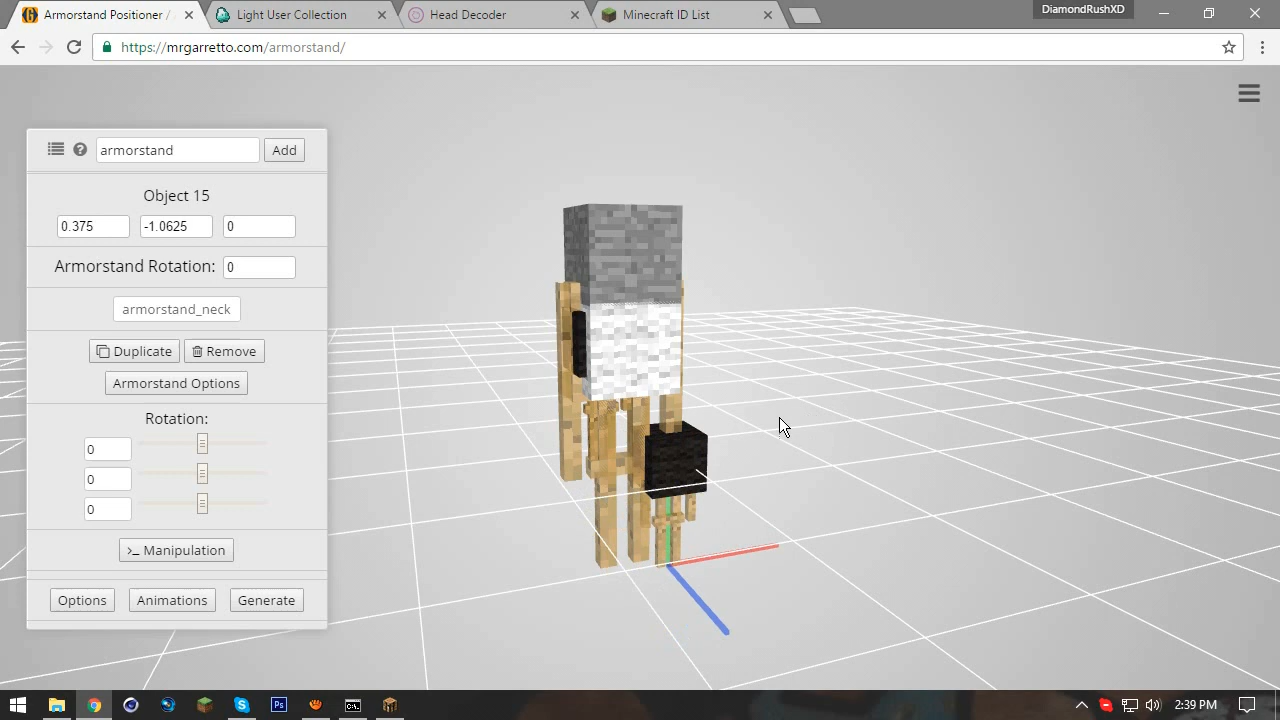 Armorstand Positioner /
Light User Collection
Head Decoder
Minecraft ID List
DiamondRushXD
https://mrgarretto.com/armorstand/
armorstand
Add
Object 15
0.375
-1.0625
0
Armorstand Rotation:
0
armorstand_neck
Duplicate
Remove
Armorstand Options
Rotation:
0
0
0
>_ Manipulation
Options
Animations
Generate
Ps
2:39 PM